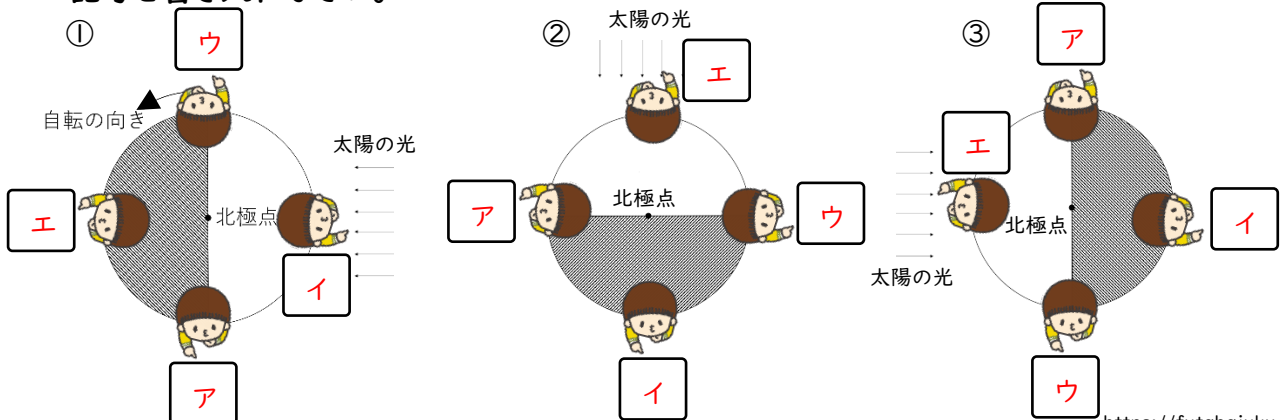 ①
ウ
自転の向き
エ
北極点
太陽の光
イ
ア
②
太陽の光
エ
ア
北極点
ウ
イ
③
ア
エ
北極点
太陽の光
イ
ウ